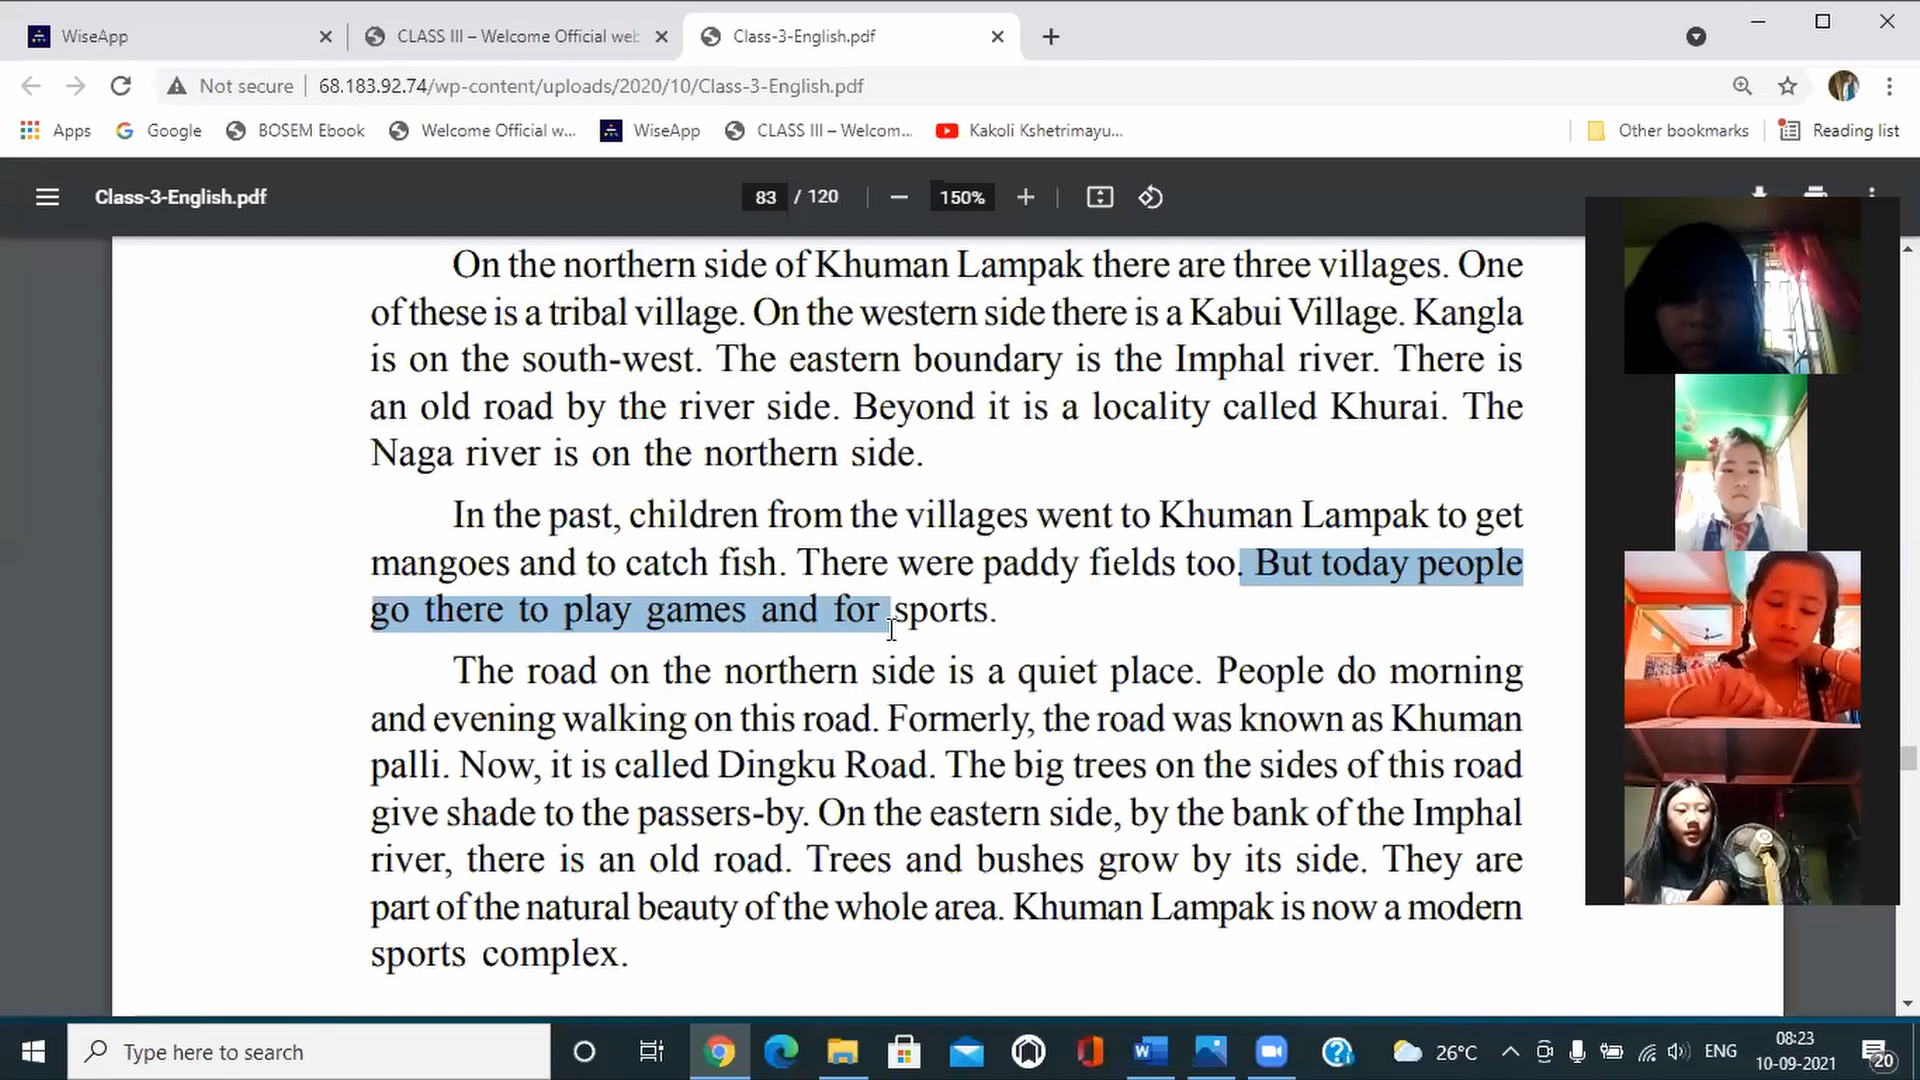 WiseApp
CLASS III – Welcome Official web
Class-3-English.pdf
Not secure
68.183.92.74/wp-content/uploads/2020/10/Class-3-English.pdf
Apps
Google
BOSEM Ebook
Welcome Official w...
WiseApp
CLASS III – Welcom...
Kakoli Kshetrimayu...
Other bookmarks
Reading list
Class-3-English.pdf
83 / 120
150%
On the northern side of Khuman Lampak there are three villages. One
of these is a tribal village. On the western side there is a Kabui Village. Kangla
is on the south-west. The eastern boundary is the Imphal river. There is
an old road by the river side. Beyond it is a locality called Khurai. The
Naga river is on the northern side.
In the past, children from the villages went to Khuman Lampak to get
mangoes and to catch fish. There were paddy fields too. But today people
go there to play games and for sports.
The road on the northern side is a quiet place. People do morning
and evening walking on this road. Formerly, the road was known as Khuman
palli. Now, it is called Dingku Road. The big trees on the sides of this road
give shade to the passers-by. On the eastern side, by the bank of the Imphal
river, there is an old road. Trees and bushes grow by its side. They are
part of the natural beauty of the whole area. Khuman Lampak is now a modern
sports complex.
Type here to search
26°C
ENG
08:23
10-09-2021
20